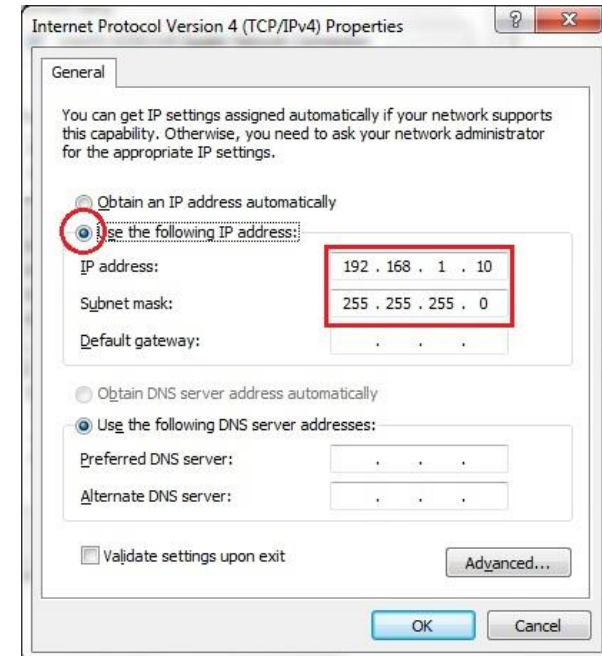 Internet Protocol Version 4 (TCP/IPv4) Properties
General
You can get IP settings assigned automatically if your network supports
this capability. Otherwise, you need to ask your network administrator
for the appropriate IP settings.
Obtain an IP address automatically
Use the following IP address:
IP address: 192 . 168 . 1 . 10
Subnet mask: 255 . 255 . 255 . 0
Default gateway: . . .
Obtain DNS server address automatically
Use the following DNS server addresses:
Preferred DNS server: . . .
Alternate DNS server: . . .
Validate settings upon exit
Advanced...
OK Cancel